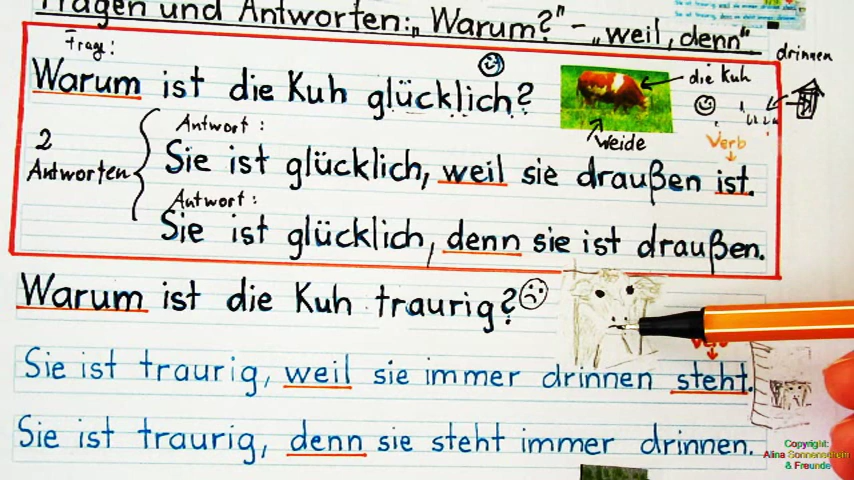 Fragen und Antworten: „Warum?" – „weil, denn"
drinnen
Frage:
Warum ist die Kuh glücklich?
die Kuh
Weide
Verb
2
Antworten
Antwort:
Sie ist glücklich, weil sie draußen ist.
Antwort:
Sie ist glücklich, denn sie ist draußen.
Warum ist die Kuh traurig?
Sie ist traurig, weil sie immer drinnen steht.
Sie ist traurig, denn sie steht immer drinnen.
Copyright:
Alina Sonnenschein
& Freunde